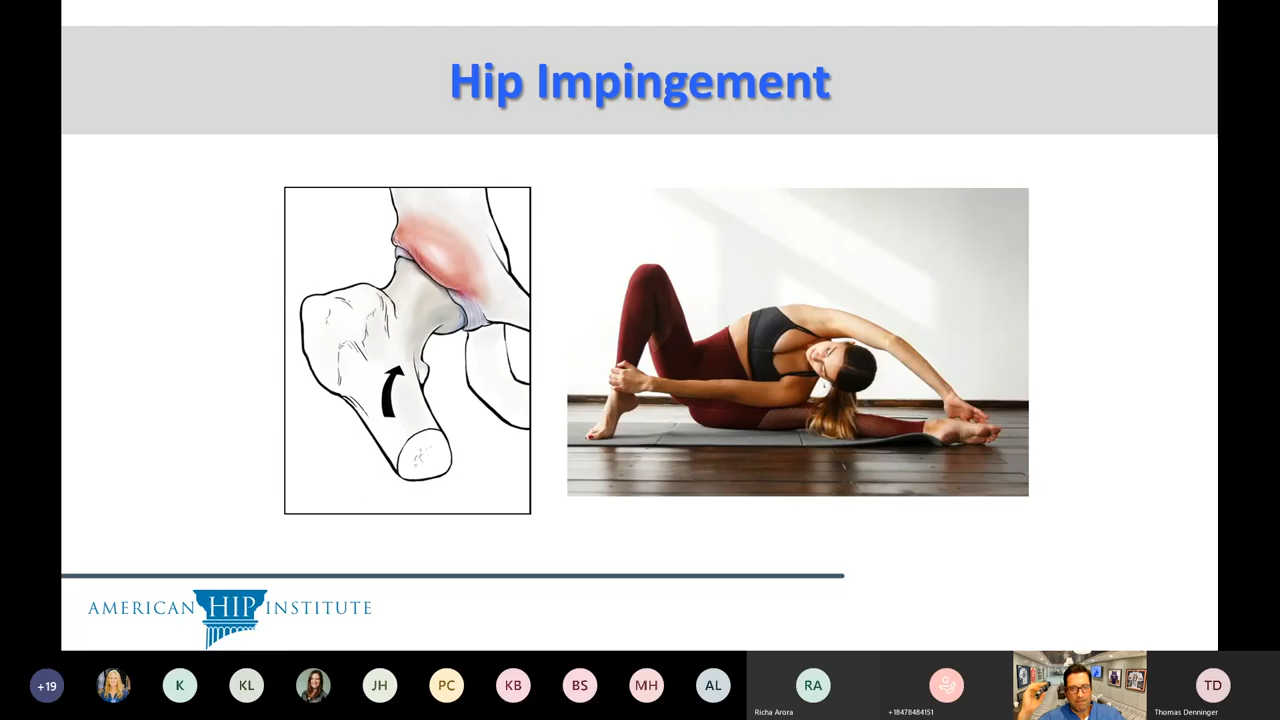 Hip Impingement
AMERICAN HIP INSTITUTE
+19
K
KL
JH
PC
KB
BS
MH
AL
RA
TD
Richa Arora
+18478484151
Thomas Denninger